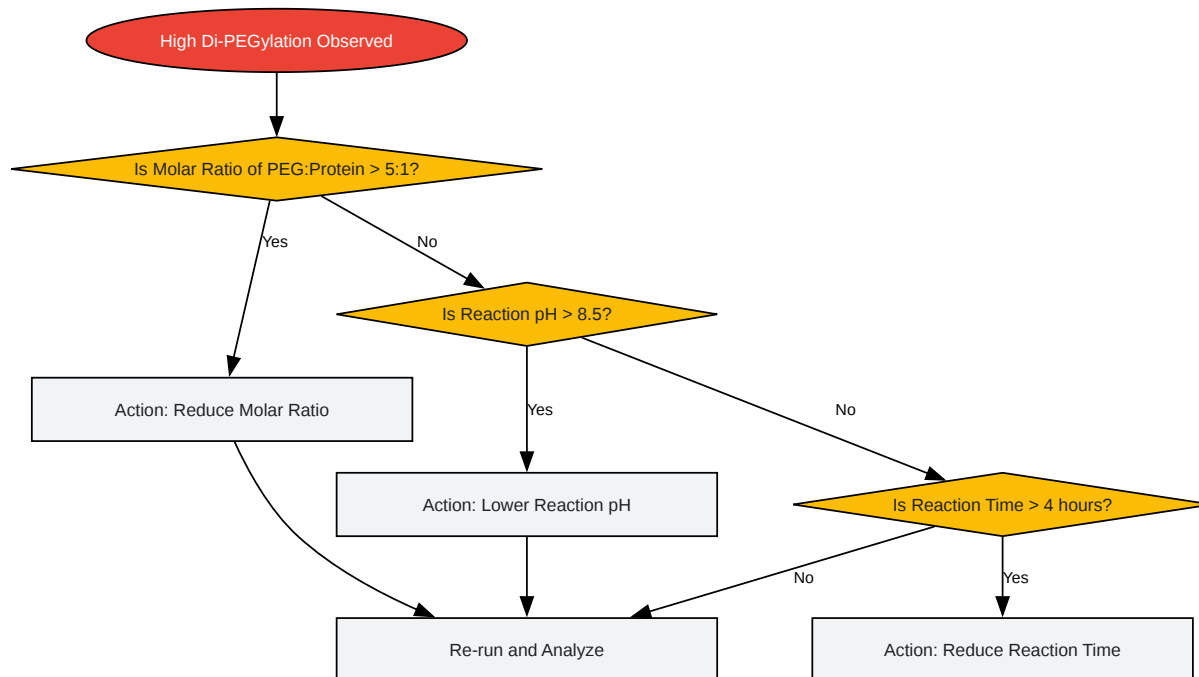 High Di-PEGylation Observed
Is Molar Ratio of PEG:Protein > 5:1?
Yes
No
Is Reaction pH > 8.5?
Action: Reduce Molar Ratio
Yes
No
Action: Lower Reaction pH
Is Reaction Time > 4 hours?
No
Yes
Re-run and Analyze
Action: Reduce Reaction Time